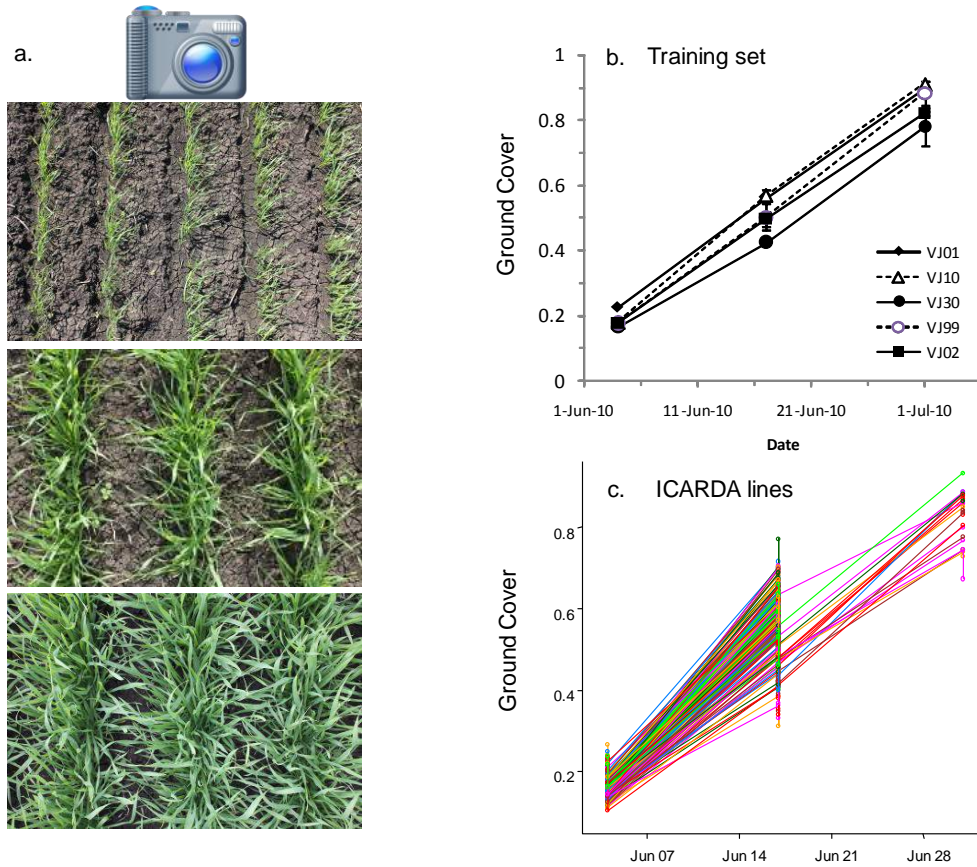 a.
b. Training set
Ground Cover
1
0.8
0.6
0.4
0.2
0
1-Jun-10 11-Jun-10 21-Jun-10 1-Jul-10
Date
VJ01
VJ10
VJ30
VJ99
VJ02
c. ICARDA lines
Ground Cover
0.8
0.6
0.4
0.2
Jun 07 Jun 14 Jun 21 Jun 28